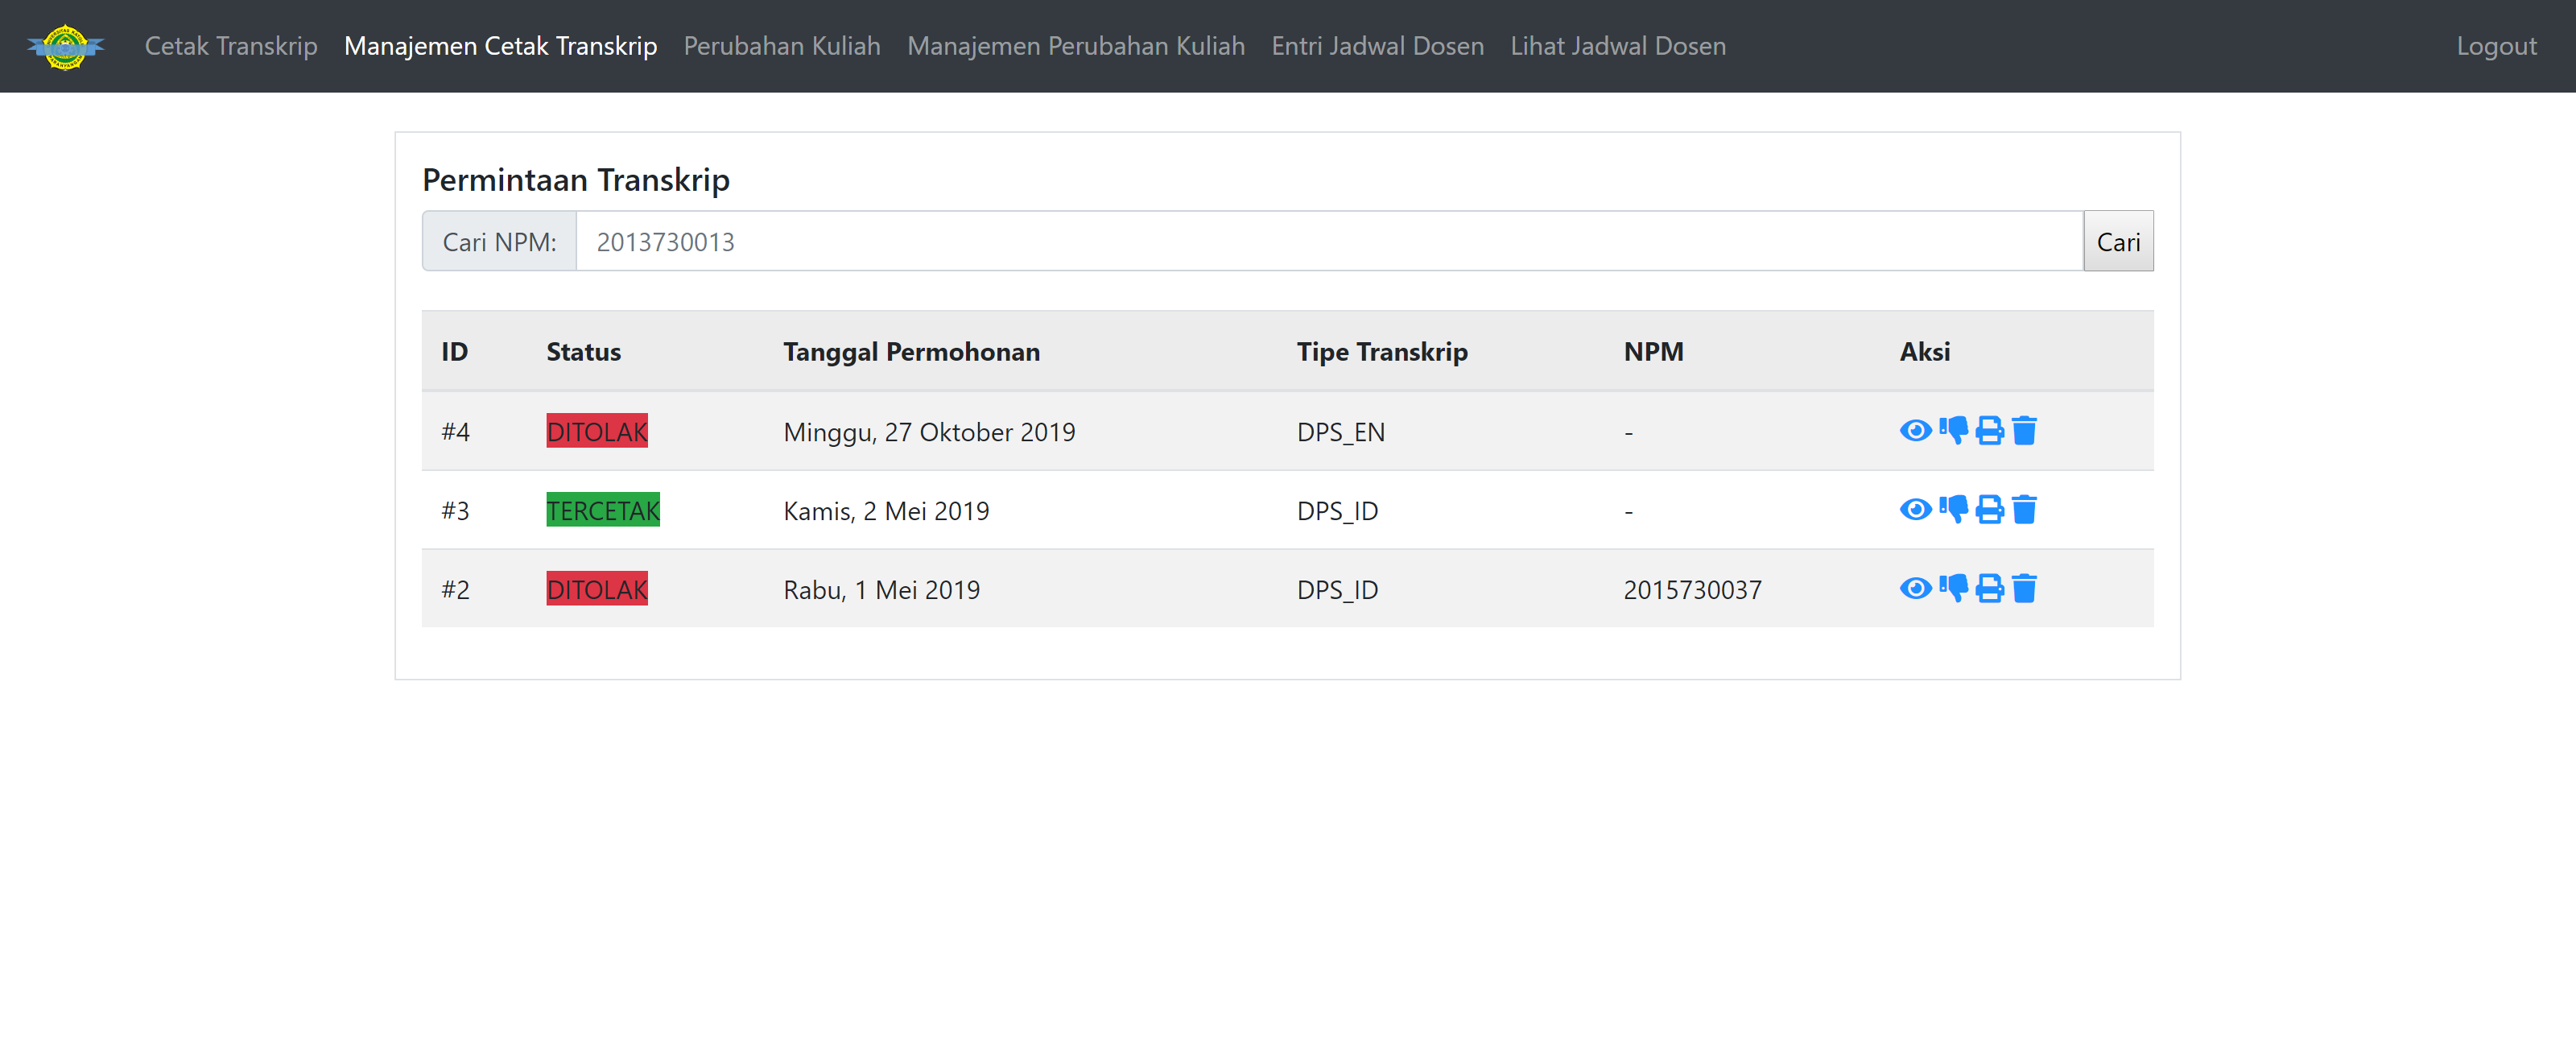 Cetak Transkrip Manajemen Cetak Transkrip Perubahan Kuliah Manajemen Perubahan Kuliah Entri Jadwal Dosen Lihat Jadwal Dosen Logout
Permintaan Transkrip
Cari NPM: 2013730013 Cari
ID Status Tanggal Permohonan Tipe Transkrip NPM Aksi
#4 DITOLAK Minggu, 27 Oktober 2019 DPS_EN -
#3 TERCETAK Kamis, 2 Mei 2019 DPS_ID -
#2 DITOLAK Rabu, 1 Mei 2019 DPS_ID 2015730037